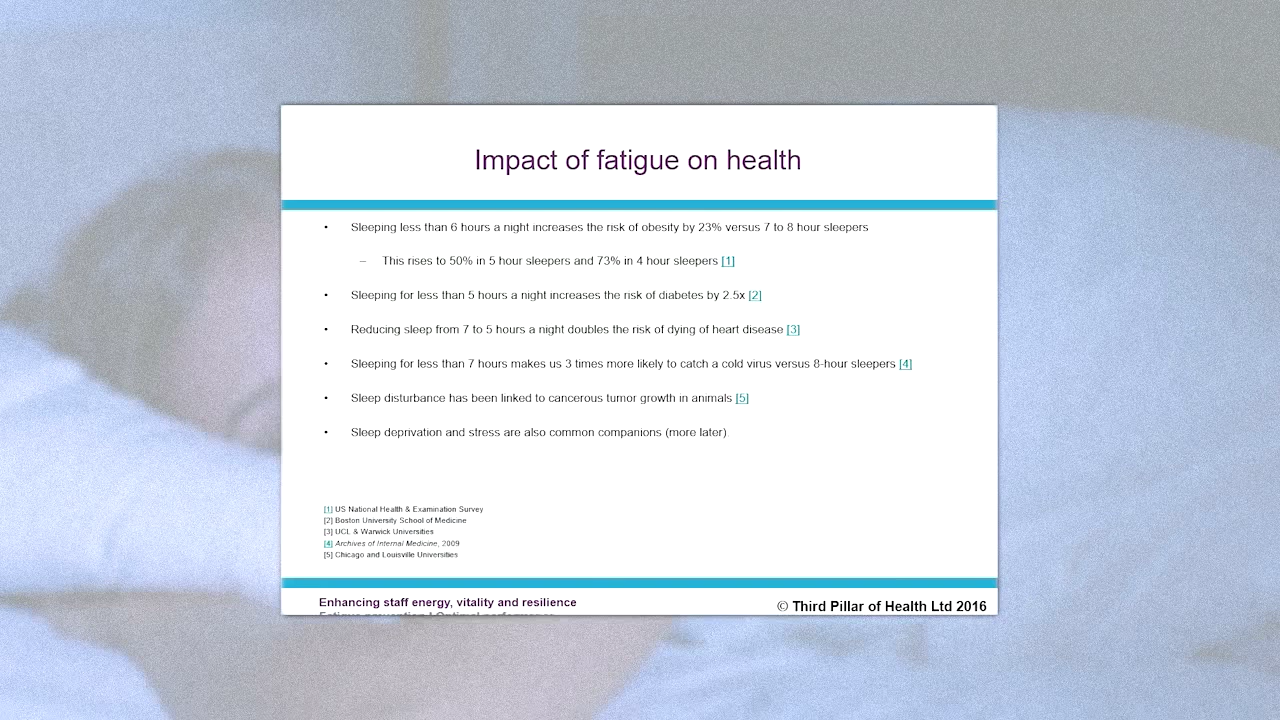 Impact of fatigue on health
• Sleeping less than 6 hours a night increases the risk of obesity by 23% versus 7 to 8 hour sleepers
– This rises to 50% in 5 hour sleepers and 73% in 4 hour sleepers [1]
• Sleeping for less than 5 hours a night increases the risk of diabetes by 2.5x [2]
• Reducing sleep from 7 to 5 hours a night doubles the risk of dying of heart disease [3]
• Sleeping for less than 7 hours makes us 3 times more likely to catch a cold virus versus 8-hour sleepers [4]
• Sleep disturbance has been linked to cancerous tumor growth in animals [5]
• Sleep deprivation and stress are also common companions (more later).
[1] US National Health & Examination Survey
[2] Boston University School of Medicine
[3] UCL & Warwick Universities
[4] Archives of Internal Medicine, 2009
[5] Chicago and Louisville Universities
Enhancing staff energy, vitality and resilience
Fatigue prevention | Optimal performance
© Third Pillar of Health Ltd 2016